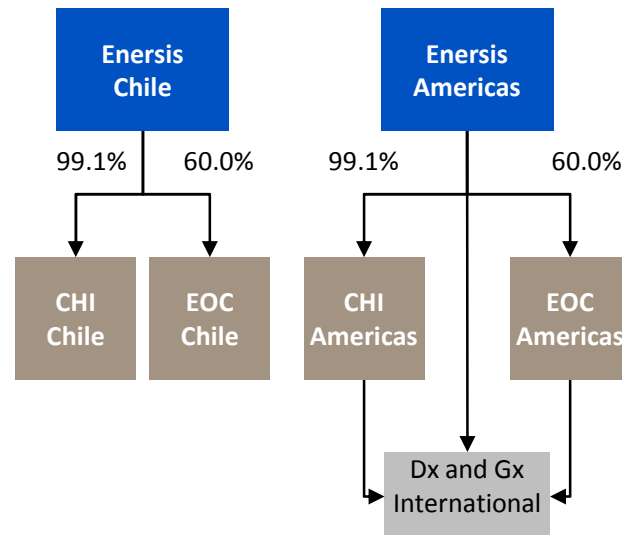 Enersis
Chile
Enersis
Americas
99.1%
60.0%
99.1%
60.0%
CHI
Chile
EOC
Chile
CHI
Americas
EOC
Americas
Dx and Gx
International